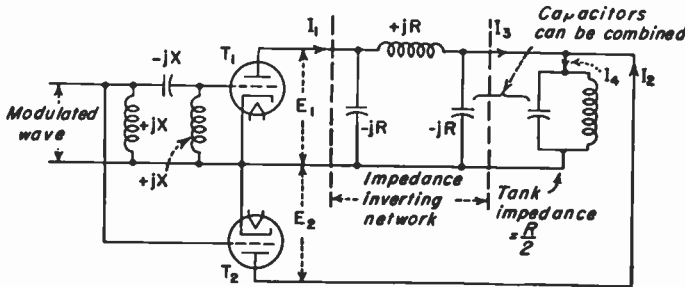 Capacitors
can be combined
I₁
+jR
I₃
-jX
T₁
I₄
I₂
Modulated
wave
+jX
+jX
E₁
-jR
-jR
E₂
Impedance
inverting
network
Tank
impedance
=R/2
T₂